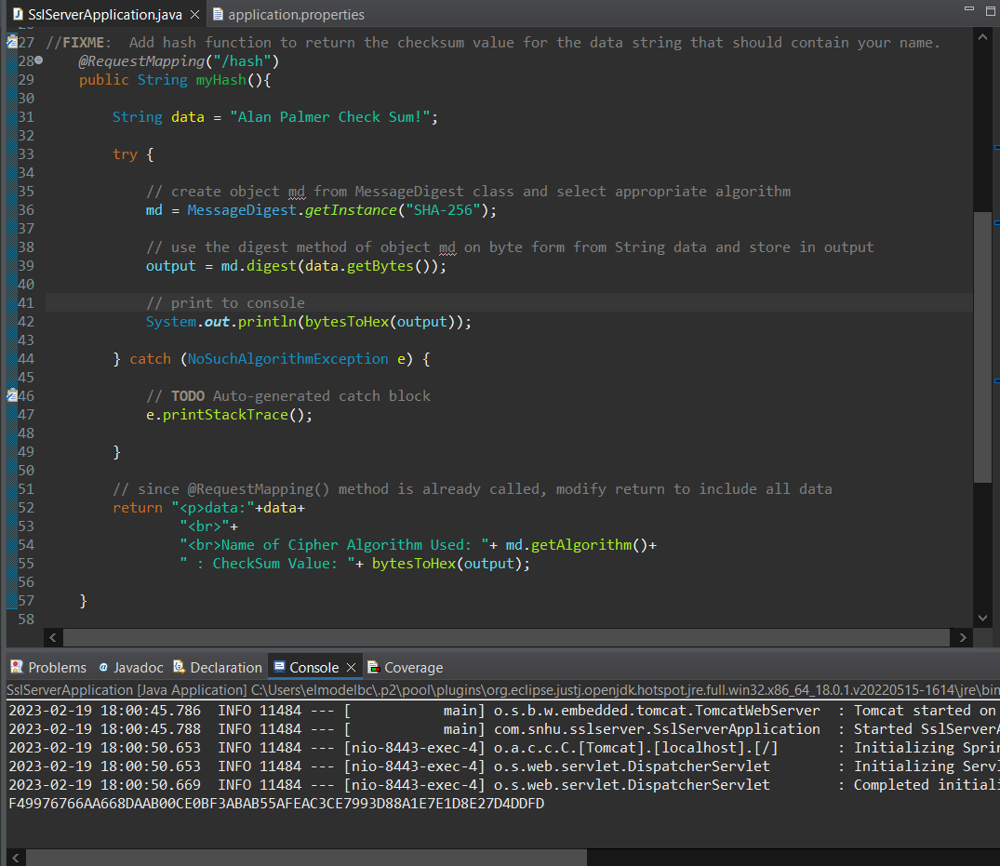 SslServerApplication.java application.properties
27 //FIXME: Add hash function to return the checksum value for the data string that should contain your name.
28 @RequestMapping("/hash")
29 public String myHash(){
30
31 String data = "Alan Palmer Check Sum!";
32
33 try {
34
35 // create object md from MessageDigest class and select appropriate algorithm
36 md = MessageDigest.getInstance("SHA-256");
37
38 // use the digest method of object md on byte form from String data and store in output
39 output = md.digest(data.getBytes());
40
41 // print to console
42 System.out.println(bytesToHex(output));
43
44 } catch (NoSuchAlgorithmException e) {
45
46 // TODO Auto-generated catch block
47 e.printStackTrace();
48
49 }
50
51 // since @RequestMapping() method is already called, modify return to include all data
52 return "<p>data:"+data+
53 "<br>"+
54 "<br>Name of Cipher Algorithm Used: "+ md.getAlgorithm()+
55 " : CheckSum Value: "+ bytesToHex(output);
56
57 }
58
Problems Javadoc Declaration Console Coverage
SslServerApplication [Java Application] C:\Users\elmodelbc\.p2\pool\plugins\org.eclipse.justj.openjdk.hotspot.jre.full.win32.x86_64_18.0.1.v20220515-1614\jre\bin
2023-02-19 18:00:45.786 INFO 11484 --- [ main] o.s.b.w.embedded.tomcat.TomcatWebServer : Tomcat started on
2023-02-19 18:00:45.788 INFO 11484 --- [ main] com.snhu.sslserver.SslServerApplication : Started SslServerA
2023-02-19 18:00:50.653 INFO 11484 --- [nio-8443-exec-4] o.a.c.c.C.[Tomcat].[localhost].[/] : Initializing Sprin
2023-02-19 18:00:50.653 INFO 11484 --- [nio-8443-exec-4] o.s.web.servlet.DispatcherServlet : Initializing Serv
2023-02-19 18:00:50.669 INFO 11484 --- [nio-8443-exec-4] o.s.web.servlet.DispatcherServlet : Completed initiali
F49976766AA668DAAB00CE0BF3ABAB55AFEAC3CE7993D88A1E7E1D8E27D4DDFD